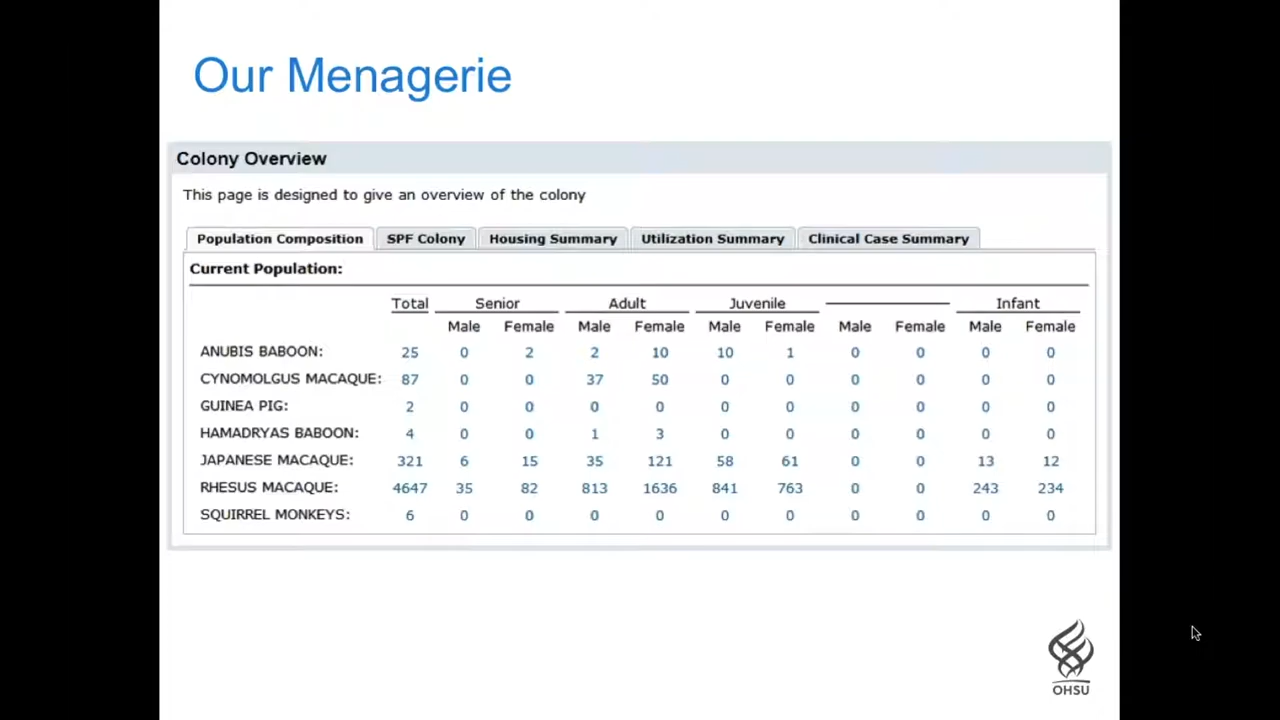 Our Menagerie
Colony Overview
This page is designed to give an overview of the colony
Population Composition SPF Colony Housing Summary Utilization Summary Clinical Case Summary
Current Population:
Total Senior Adult Juvenile Infant
Male Female Male Female Male Female Male Female Male Female
ANUBIS BABOON: 25 0 2 2 10 10 1 0 0 0 0
CYNOMOLGUS MACAQUE: 87 0 0 37 50 0 0 0 0 0 0
GUINEA PIG: 2 0 0 0 0 0 0 0 0 0 0
HAMADRYAS BABOON: 4 0 0 1 3 0 0 0 0 0 0
JAPANESE MACAQUE: 321 6 15 35 121 58 61 0 0 13 12
RHESUS MACAQUE: 4647 35 82 813 1636 841 763 0 0 243 234
SQUIRREL MONKEYS: 6 0 0 0 0 0 0 0 0 0 0
OHSU